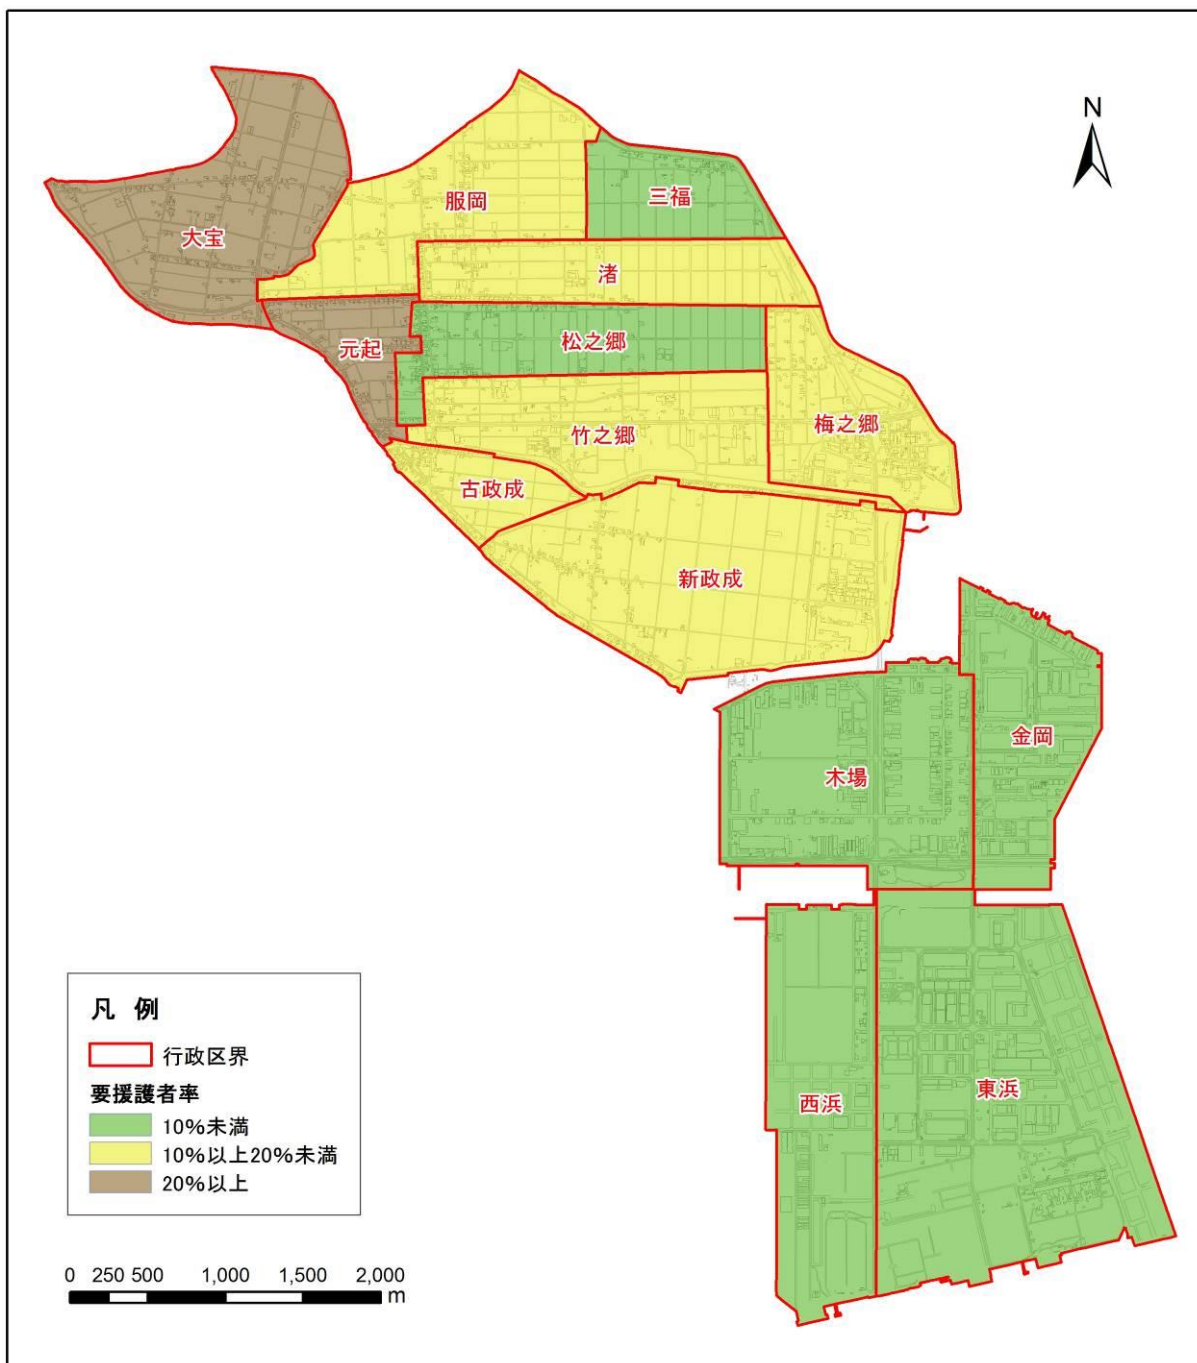 N
服岡
三福
大宝
渚
元起
松之郷
梅之郷
竹之郷
古政成
新政成
金岡
木場
西浜
東浜
凡 例
行政区界
要援護者率
10%未満
10%以上20%未満
20%以上
0 250 500 1,000 1,500 2,000
m